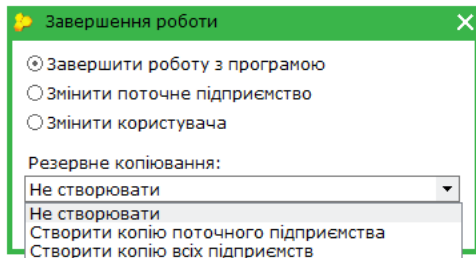 Завершення роботи
Завершити роботу з програмою
Змінити поточне підприємство
Змінити користувача
Резервне копіювання:
Не створювати
Не створювати
Створити копію поточного підприємства
Створити копію всіх підприємств